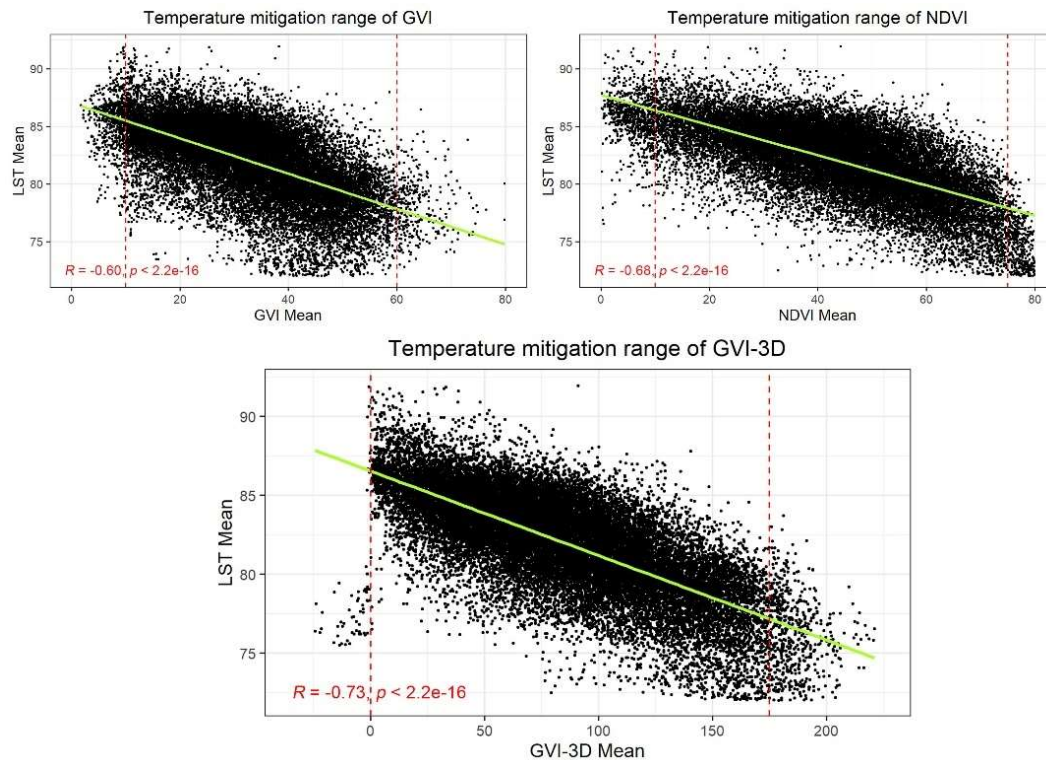 Temperature mitigation range of GVI
90
85
80
75
LST Mean
R = -0.60, p < 2.2e-16
0 20 40 60 80
GVI Mean
Temperature mitigation range of NDVI
90
85
80
75
LST Mean
R = -0.68, p < 2.2e-16
0 20 40 60 80
NDVI Mean
Temperature mitigation range of GVI-3D
90
85
80
75
LST Mean
R = -0.73, p < 2.2e-16
0 50 100 150 200
GVI-3D Mean